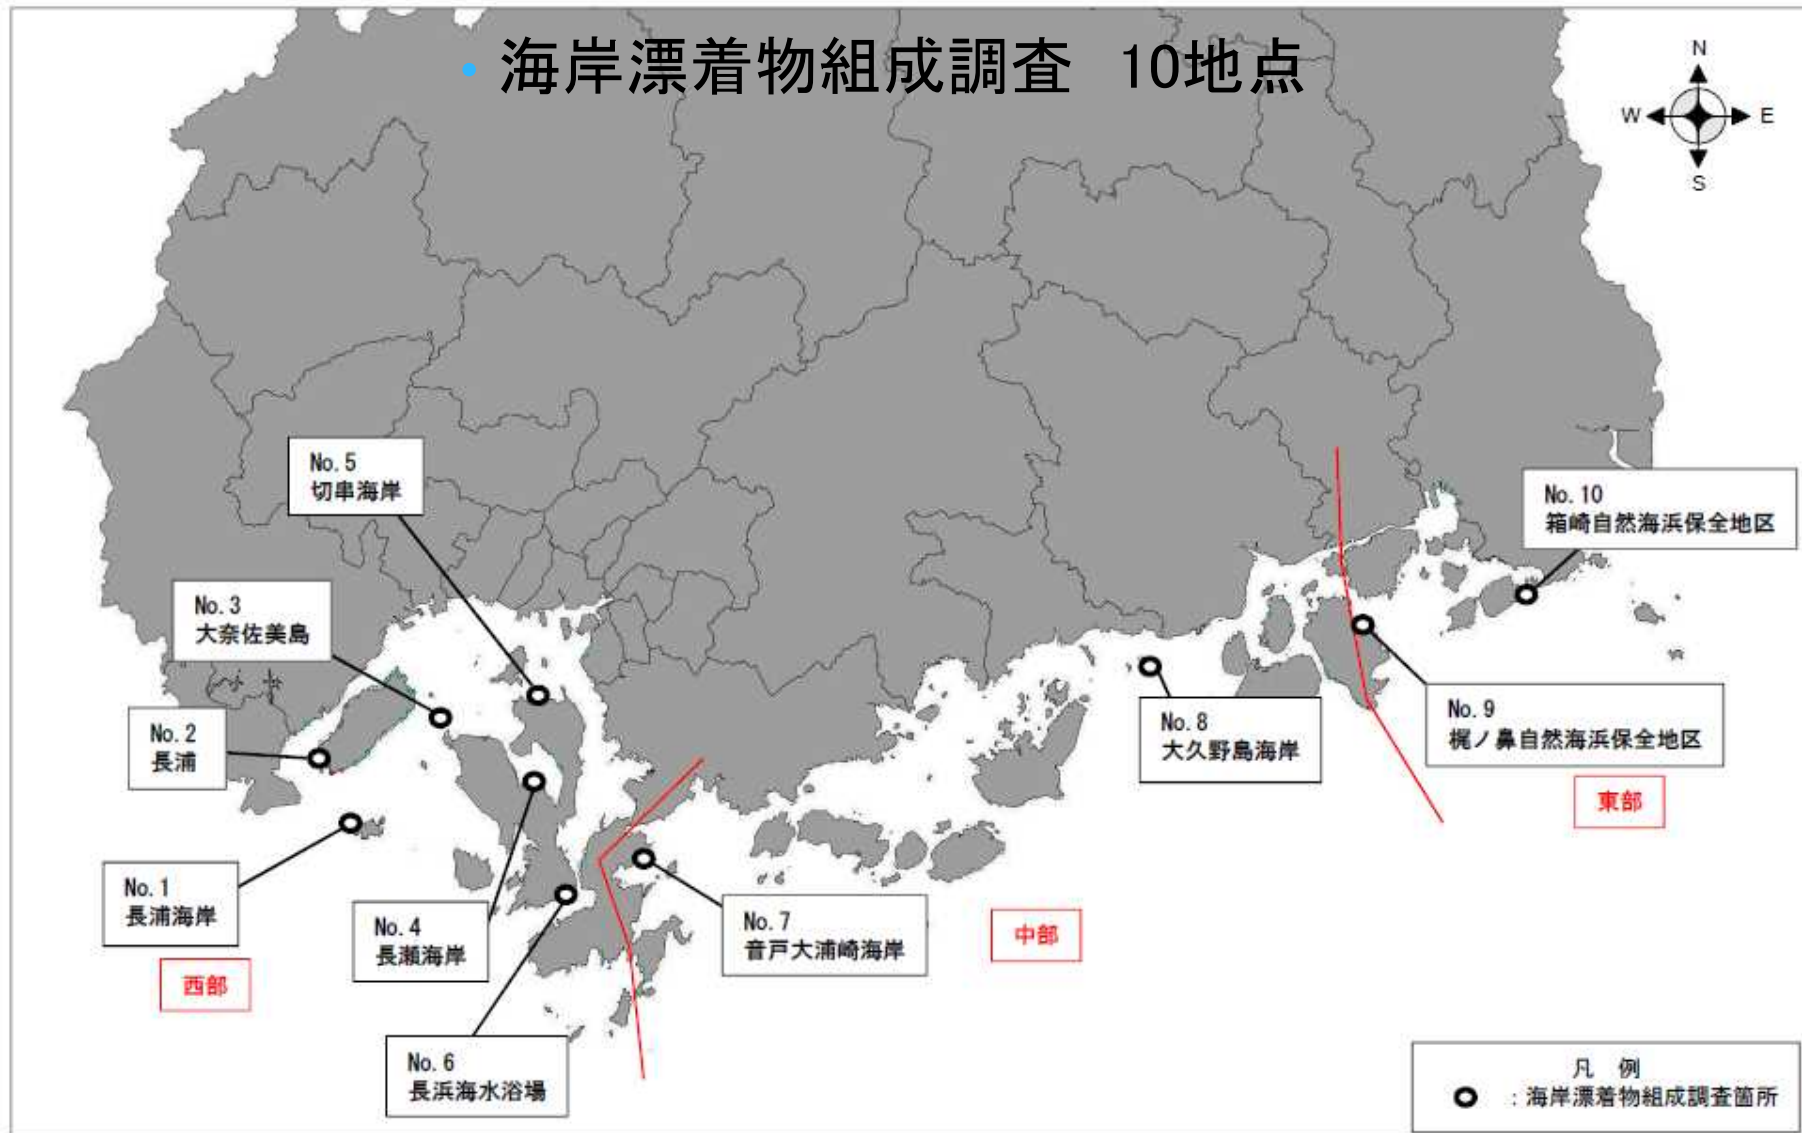 ・海岸漂着物組成調査　10地点
N
W
E
S
No.5
切串海岸
No.10
箱崎自然海浜保全地区
No.3
大奈佐美島
No.2
長浦
No.8
大久野島海岸
No.9
梶ノ鼻自然海浜保全地区
東部
No.1
長浦海岸
No.4
長瀬海岸
No.7
音戸大浦崎海岸
中部
西部
No.6
長浜海水浴場
凡　例
：海岸漂着物組成調査箇所